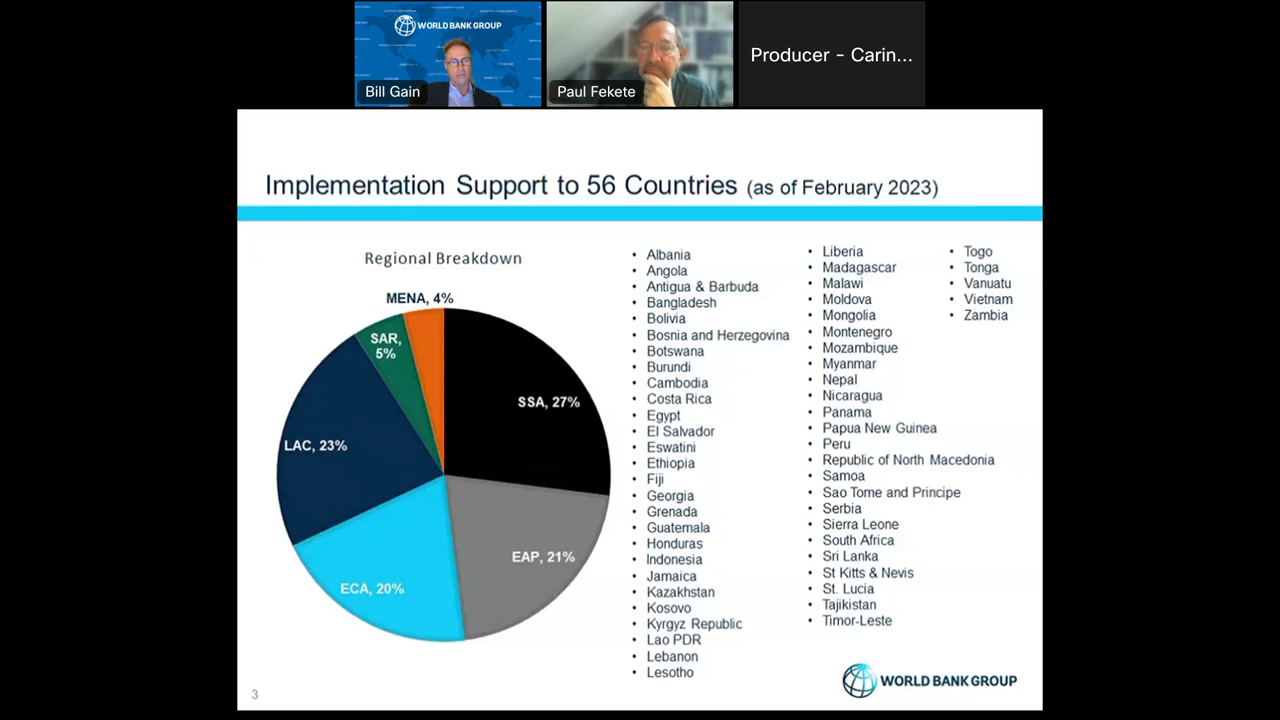 WORLD BANK GROUP
Bill Gain
Paul Fekete
Producer - Carin...
Implementation Support to 56 Countries (as of February 2023)
Regional Breakdown
MENA, 4%
SAR,
5%
SSA, 27%
LAC, 23%
EAP, 21%
ECA, 20%
• Albania
• Angola
• Antigua & Barbuda
• Bangladesh
• Bolivia
• Bosnia and Herzegovina
• Botswana
• Burundi
• Cambodia
• Costa Rica
• Egypt
• El Salvador
• Eswatini
• Ethiopia
• Fiji
• Georgia
• Grenada
• Guatemala
• Honduras
• Indonesia
• Jamaica
• Kazakhstan
• Kosovo
• Kyrgyz Republic
• Lao PDR
• Lebanon
• Lesotho
• Liberia
• Madagascar
• Malawi
• Moldova
• Mongolia
• Montenegro
• Mozambique
• Myanmar
• Nepal
• Nicaragua
• Panama
• Papua New Guinea
• Peru
• Republic of North Macedonia
• Samoa
• Sao Tome and Principe
• Serbia
• Sierra Leone
• South Africa
• Sri Lanka
• St Kitts & Nevis
• St. Lucia
• Tajikistan
• Timor-Leste
• Togo
• Tonga
• Vanuatu
• Vietnam
• Zambia
3
WORLD BANK GROUP